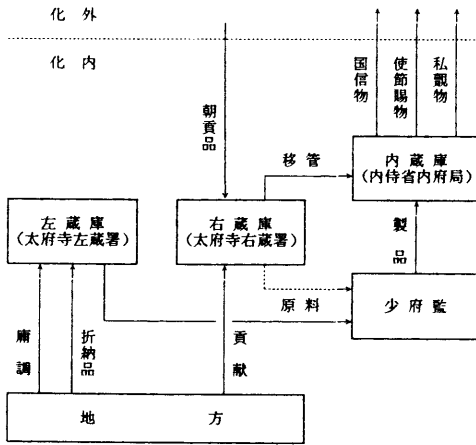 化外
化内
国信物
使節賜物
私覿物
朝貢品
移管
内蔵庫
(内侍省内府局)
左蔵庫
(太府寺左蔵署)
右蔵庫
(太府寺右蔵署)
製品
原料
少府監
庸調
折納品
貢献
地方